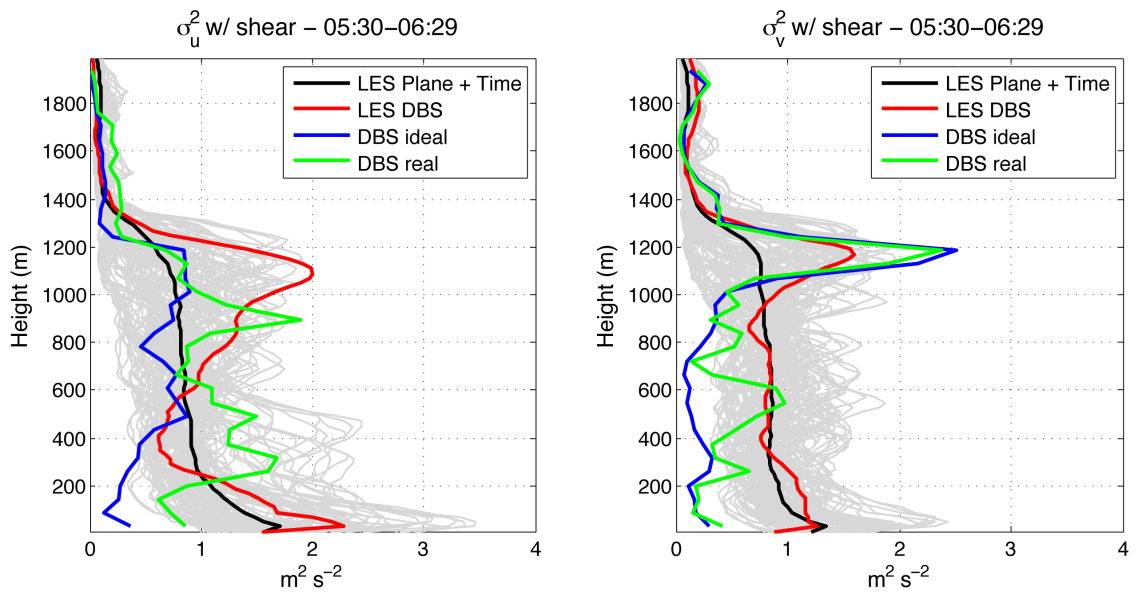 σ²ᵤ w/ shear − 05:30−06:29
LES Plane + Time
LES DBS
DBS ideal
DBS real
1800
1600
1400
1200
1000
800
600
400
200
Height (m)
0 1 2 3 4
m² s⁻²
σ²ᵥ w/ shear − 05:30−06:29
LES Plane + Time
LES DBS
DBS ideal
DBS real
1800
1600
1400
1200
1000
800
600
400
200
Height (m)
0 1 2 3 4
m² s⁻²